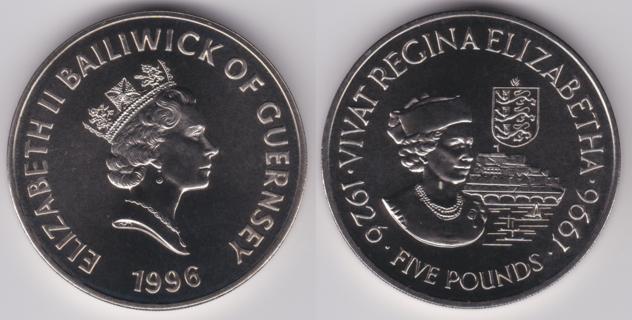 ELIZABETH II BAILIWICK OF GUERNSEY
1996
1926 · VIVAT REGINA ELIZABETHA · 1996 ·
FIVE POUNDS